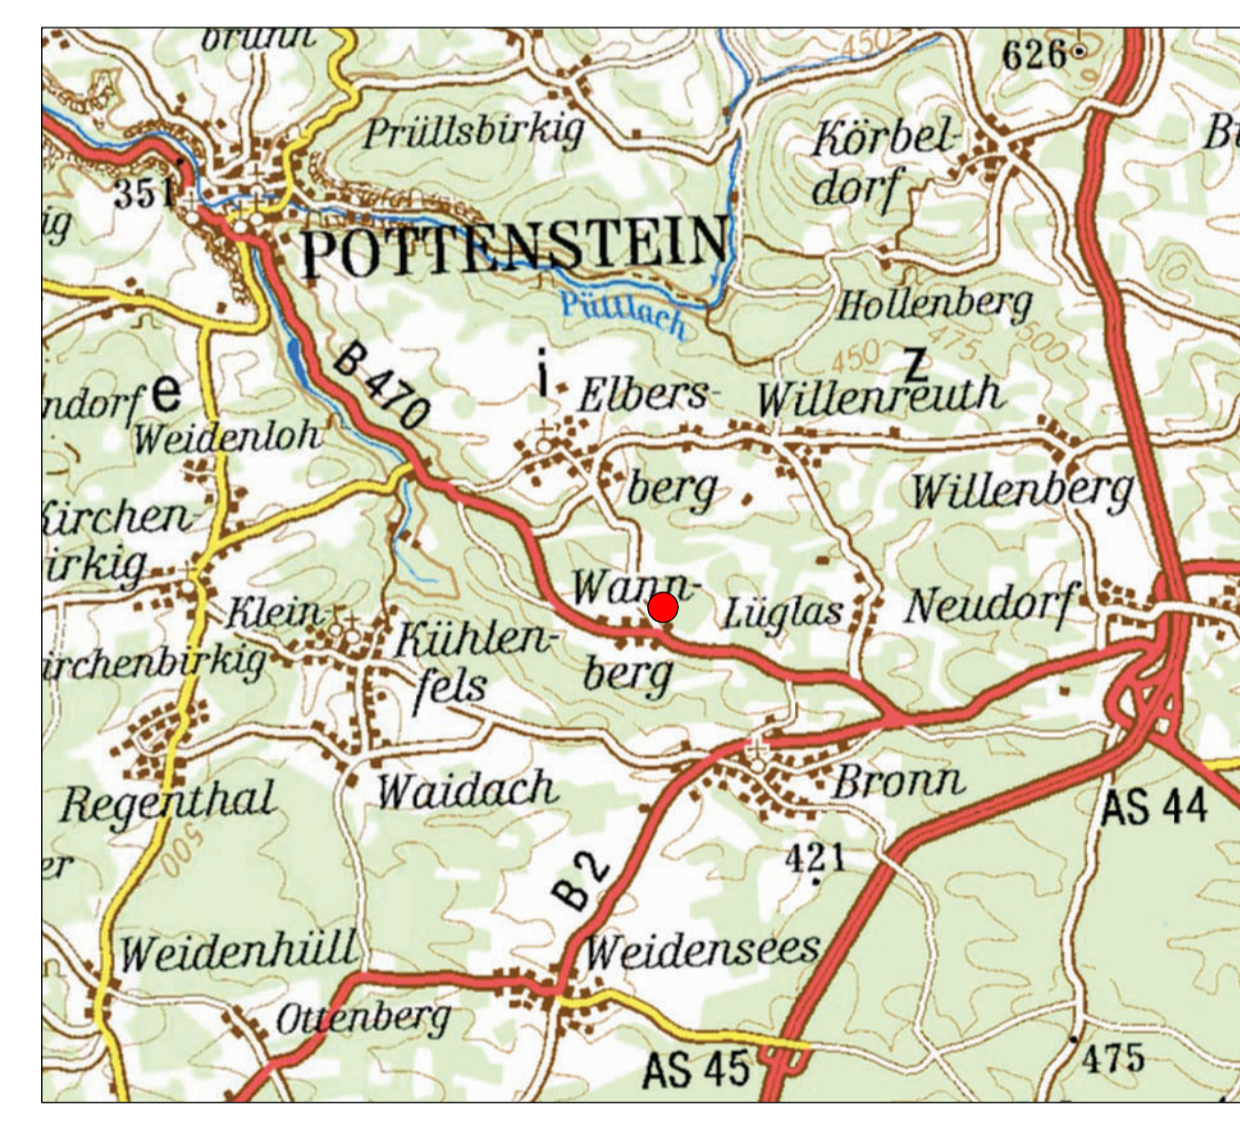 brunn
450
626
Prüllsbirkig
Körbel-
dorf
351
ig
POTTENSTEIN
Püttlach
Hollenberg
450 475 500
B 470
i
z
e
ndorf
Elbers-
berg
Willenreuth
Weidenloh
Willenberg
Kirchen-
irkig
Wann-
berg
Lüglas
Neudorf
Klein-
irchenbirkig
Kühlen-
fels
Regenthal
Waidach
Bronn
AS 44
500
er
421
B 2
Weidenhüll
Weidensees
Ottenberg
AS 45
475